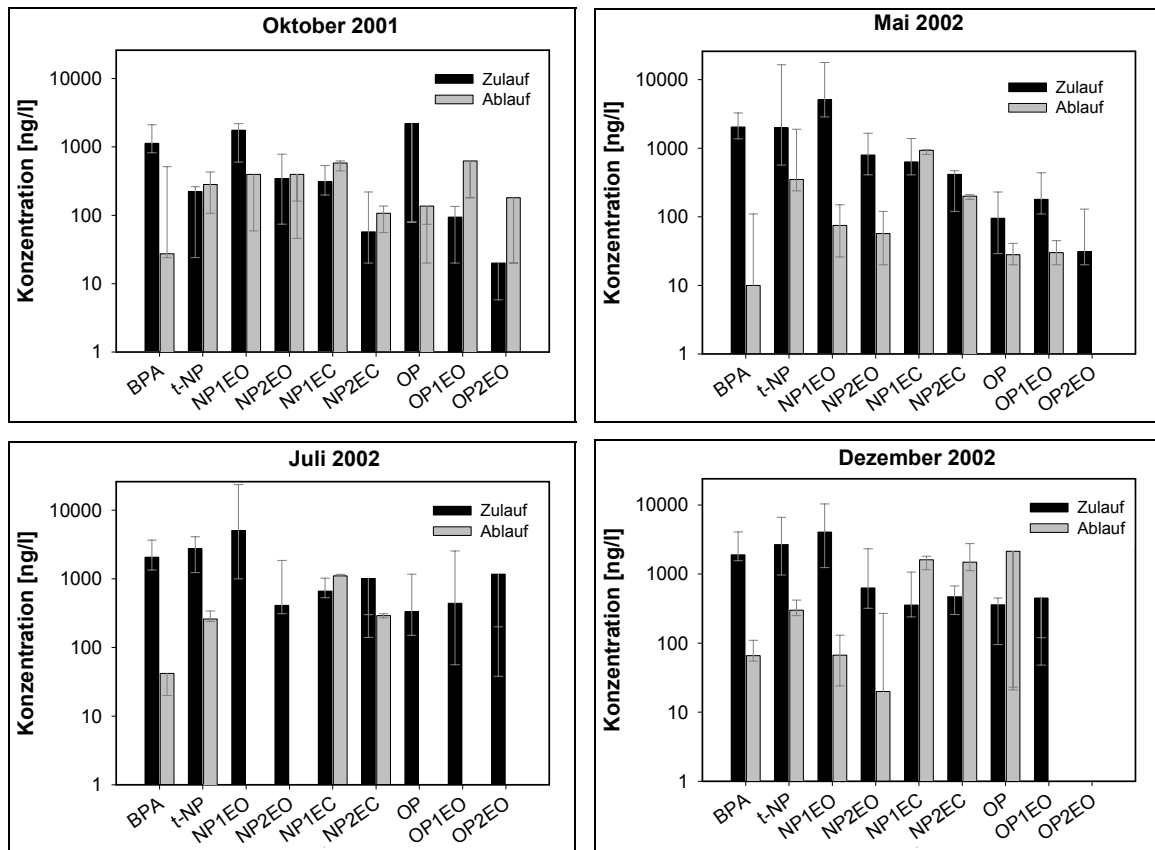 Oktober 2001
Konzentration [ng/l]
10000
1000
100
10
1
Zulauf
Ablauf
BPA
t-NP
NP1EO
NP2EO
NP1EC
NP2EC
OP
OP1EO
OP2EO
Mai 2002
Konzentration [ng/l]
10000
1000
100
10
1
Zulauf
Ablauf
BPA
t-NP
NP1EO
NP2EO
NP1EC
NP2EC
OP
OP1EO
OP2EO
Juli 2002
Konzentration [ng/l]
10000
1000
100
10
1
Zulauf
Ablauf
BPA
t-NP
NP1EO
NP2EO
NP1EC
NP2EC
OP
OP1EO
OP2EO
Dezember 2002
Konzentration [ng/l]
10000
1000
100
10
1
Zulauf
Ablauf
BPA
t-NP
NP1EO
NP2EO
NP1EC
NP2EC
OP
OP1EO
OP2EO